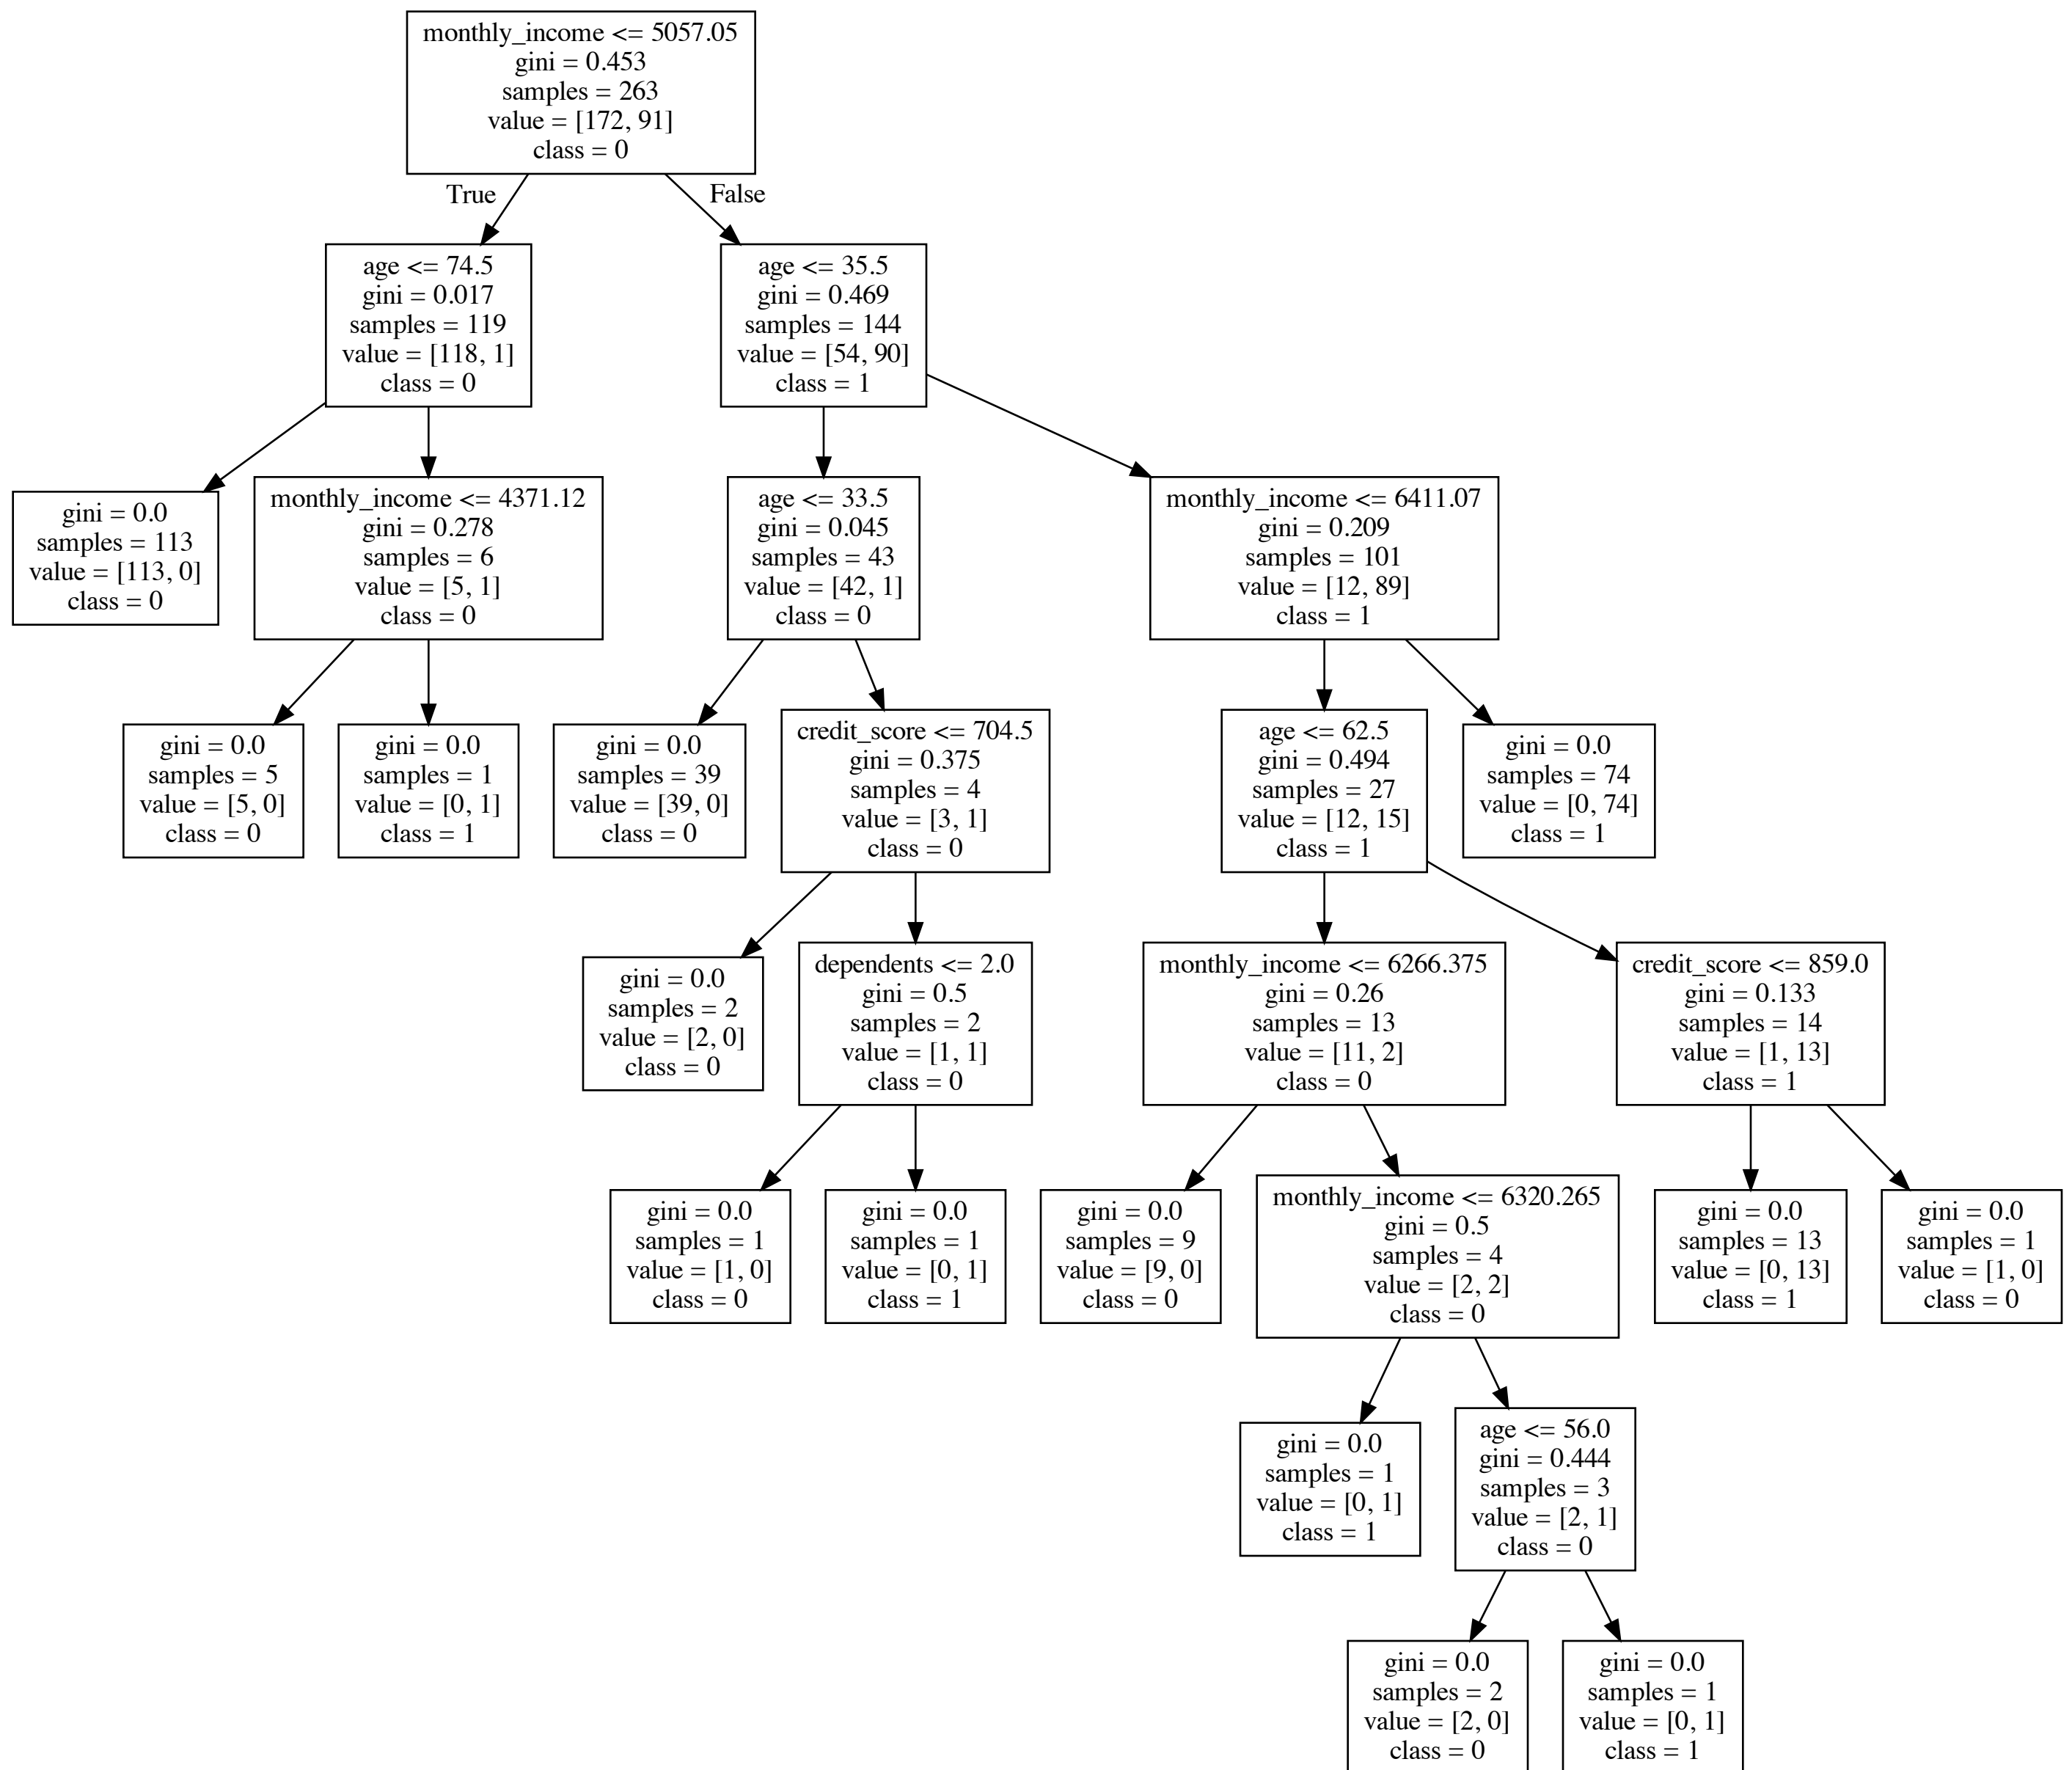 monthly_income <= 5057.05
gini = 0.453
samples = 263
value = [172, 91]
class = 0
True
False
age <= 74.5
gini = 0.017
samples = 119
value = [118, 1]
class = 0
age <= 35.5
gini = 0.469
samples = 144
value = [54, 90]
class = 1
gini = 0.0
samples = 113
value = [113, 0]
class = 0
monthly_income <= 4371.12
gini = 0.278
samples = 6
value = [5, 1]
class = 0
age <= 33.5
gini = 0.045
samples = 43
value = [42, 1]
class = 0
monthly_income <= 6411.07
gini = 0.209
samples = 101
value = [12, 89]
class = 1
gini = 0.0
samples = 5
value = [5, 0]
class = 0
gini = 0.0
samples = 1
value = [0, 1]
class = 1
gini = 0.0
samples = 39
value = [39, 0]
class = 0
credit_score <= 704.5
gini = 0.375
samples = 4
value = [3, 1]
class = 0
age <= 62.5
gini = 0.494
samples = 27
value = [12, 15]
class = 1
gini = 0.0
samples = 74
value = [0, 74]
class = 1
gini = 0.0
samples = 2
value = [2, 0]
class = 0
dependents <= 2.0
gini = 0.5
samples = 2
value = [1, 1]
class = 0
monthly_income <= 6266.375
gini = 0.26
samples = 13
value = [11, 2]
class = 0
credit_score <= 859.0
gini = 0.133
samples = 14
value = [1, 13]
class = 1
gini = 0.0
samples = 1
value = [1, 0]
class = 0
gini = 0.0
samples = 1
value = [0, 1]
class = 1
gini = 0.0
samples = 9
value = [9, 0]
class = 0
monthly_income <= 6320.265
gini = 0.5
samples = 4
value = [2, 2]
class = 0
gini = 0.0
samples = 13
value = [0, 13]
class = 1
gini = 0.0
samples = 1
value = [1, 0]
class = 0
gini = 0.0
samples = 1
value = [0, 1]
class = 1
age <= 56.0
gini = 0.444
samples = 3
value = [2, 1]
class = 0
gini = 0.0
samples = 2
value = [2, 0]
class = 0
gini = 0.0
samples = 1
value = [0, 1]
class = 1